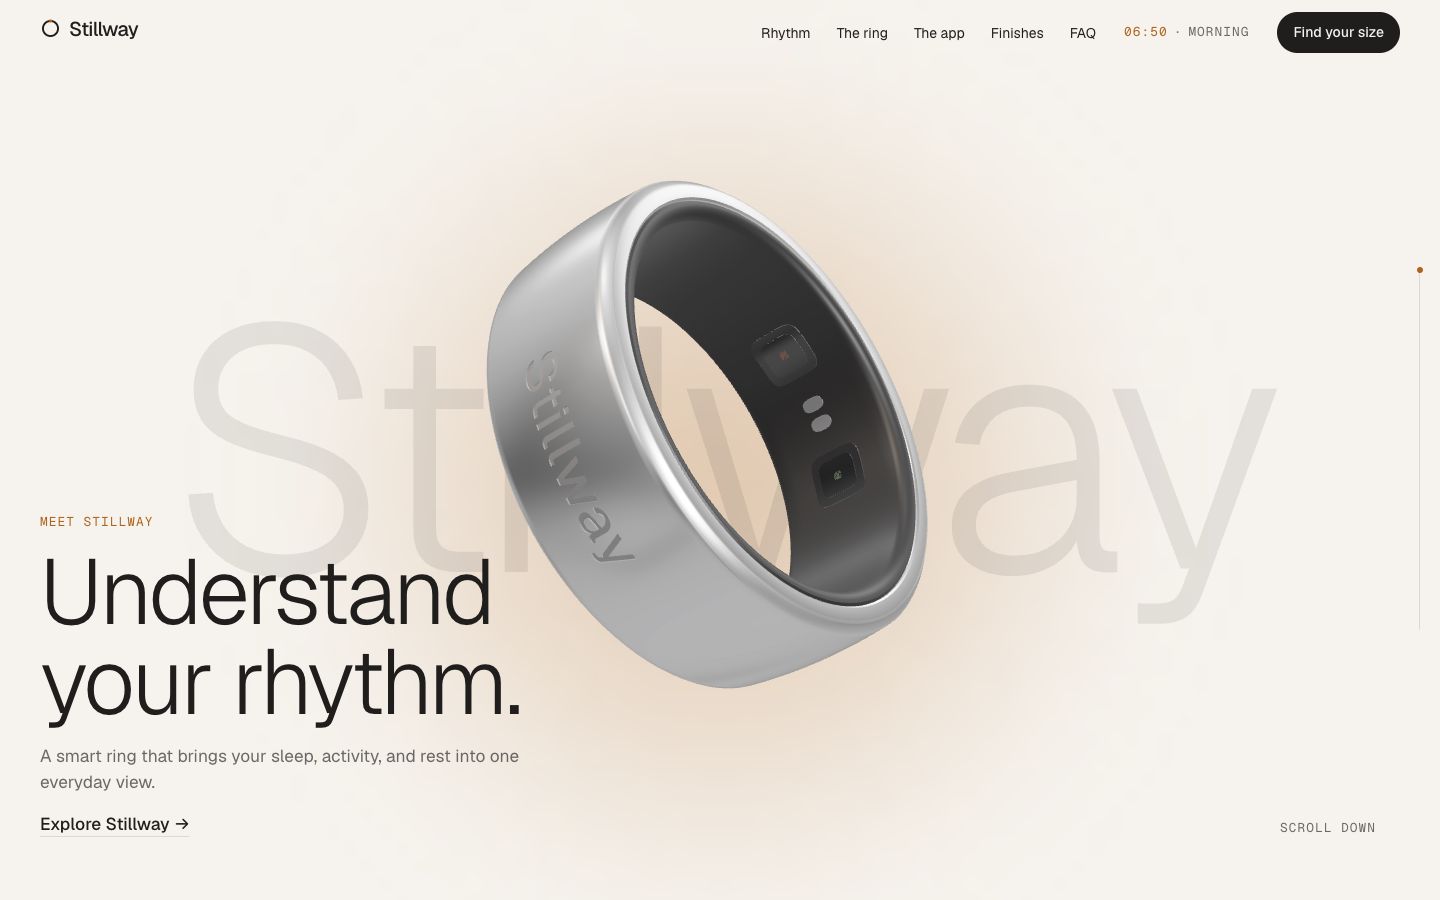 Stillway
Rhythm
The ring
The app
Finishes
FAQ
06:50 · MORNING
Find your size
Stillway
Stillway
MEET STILLWAY
Understand
your rhythm.
A smart ring that brings your sleep, activity, and rest into one
everyday view.
Explore Stillway →
SCROLL DOWN